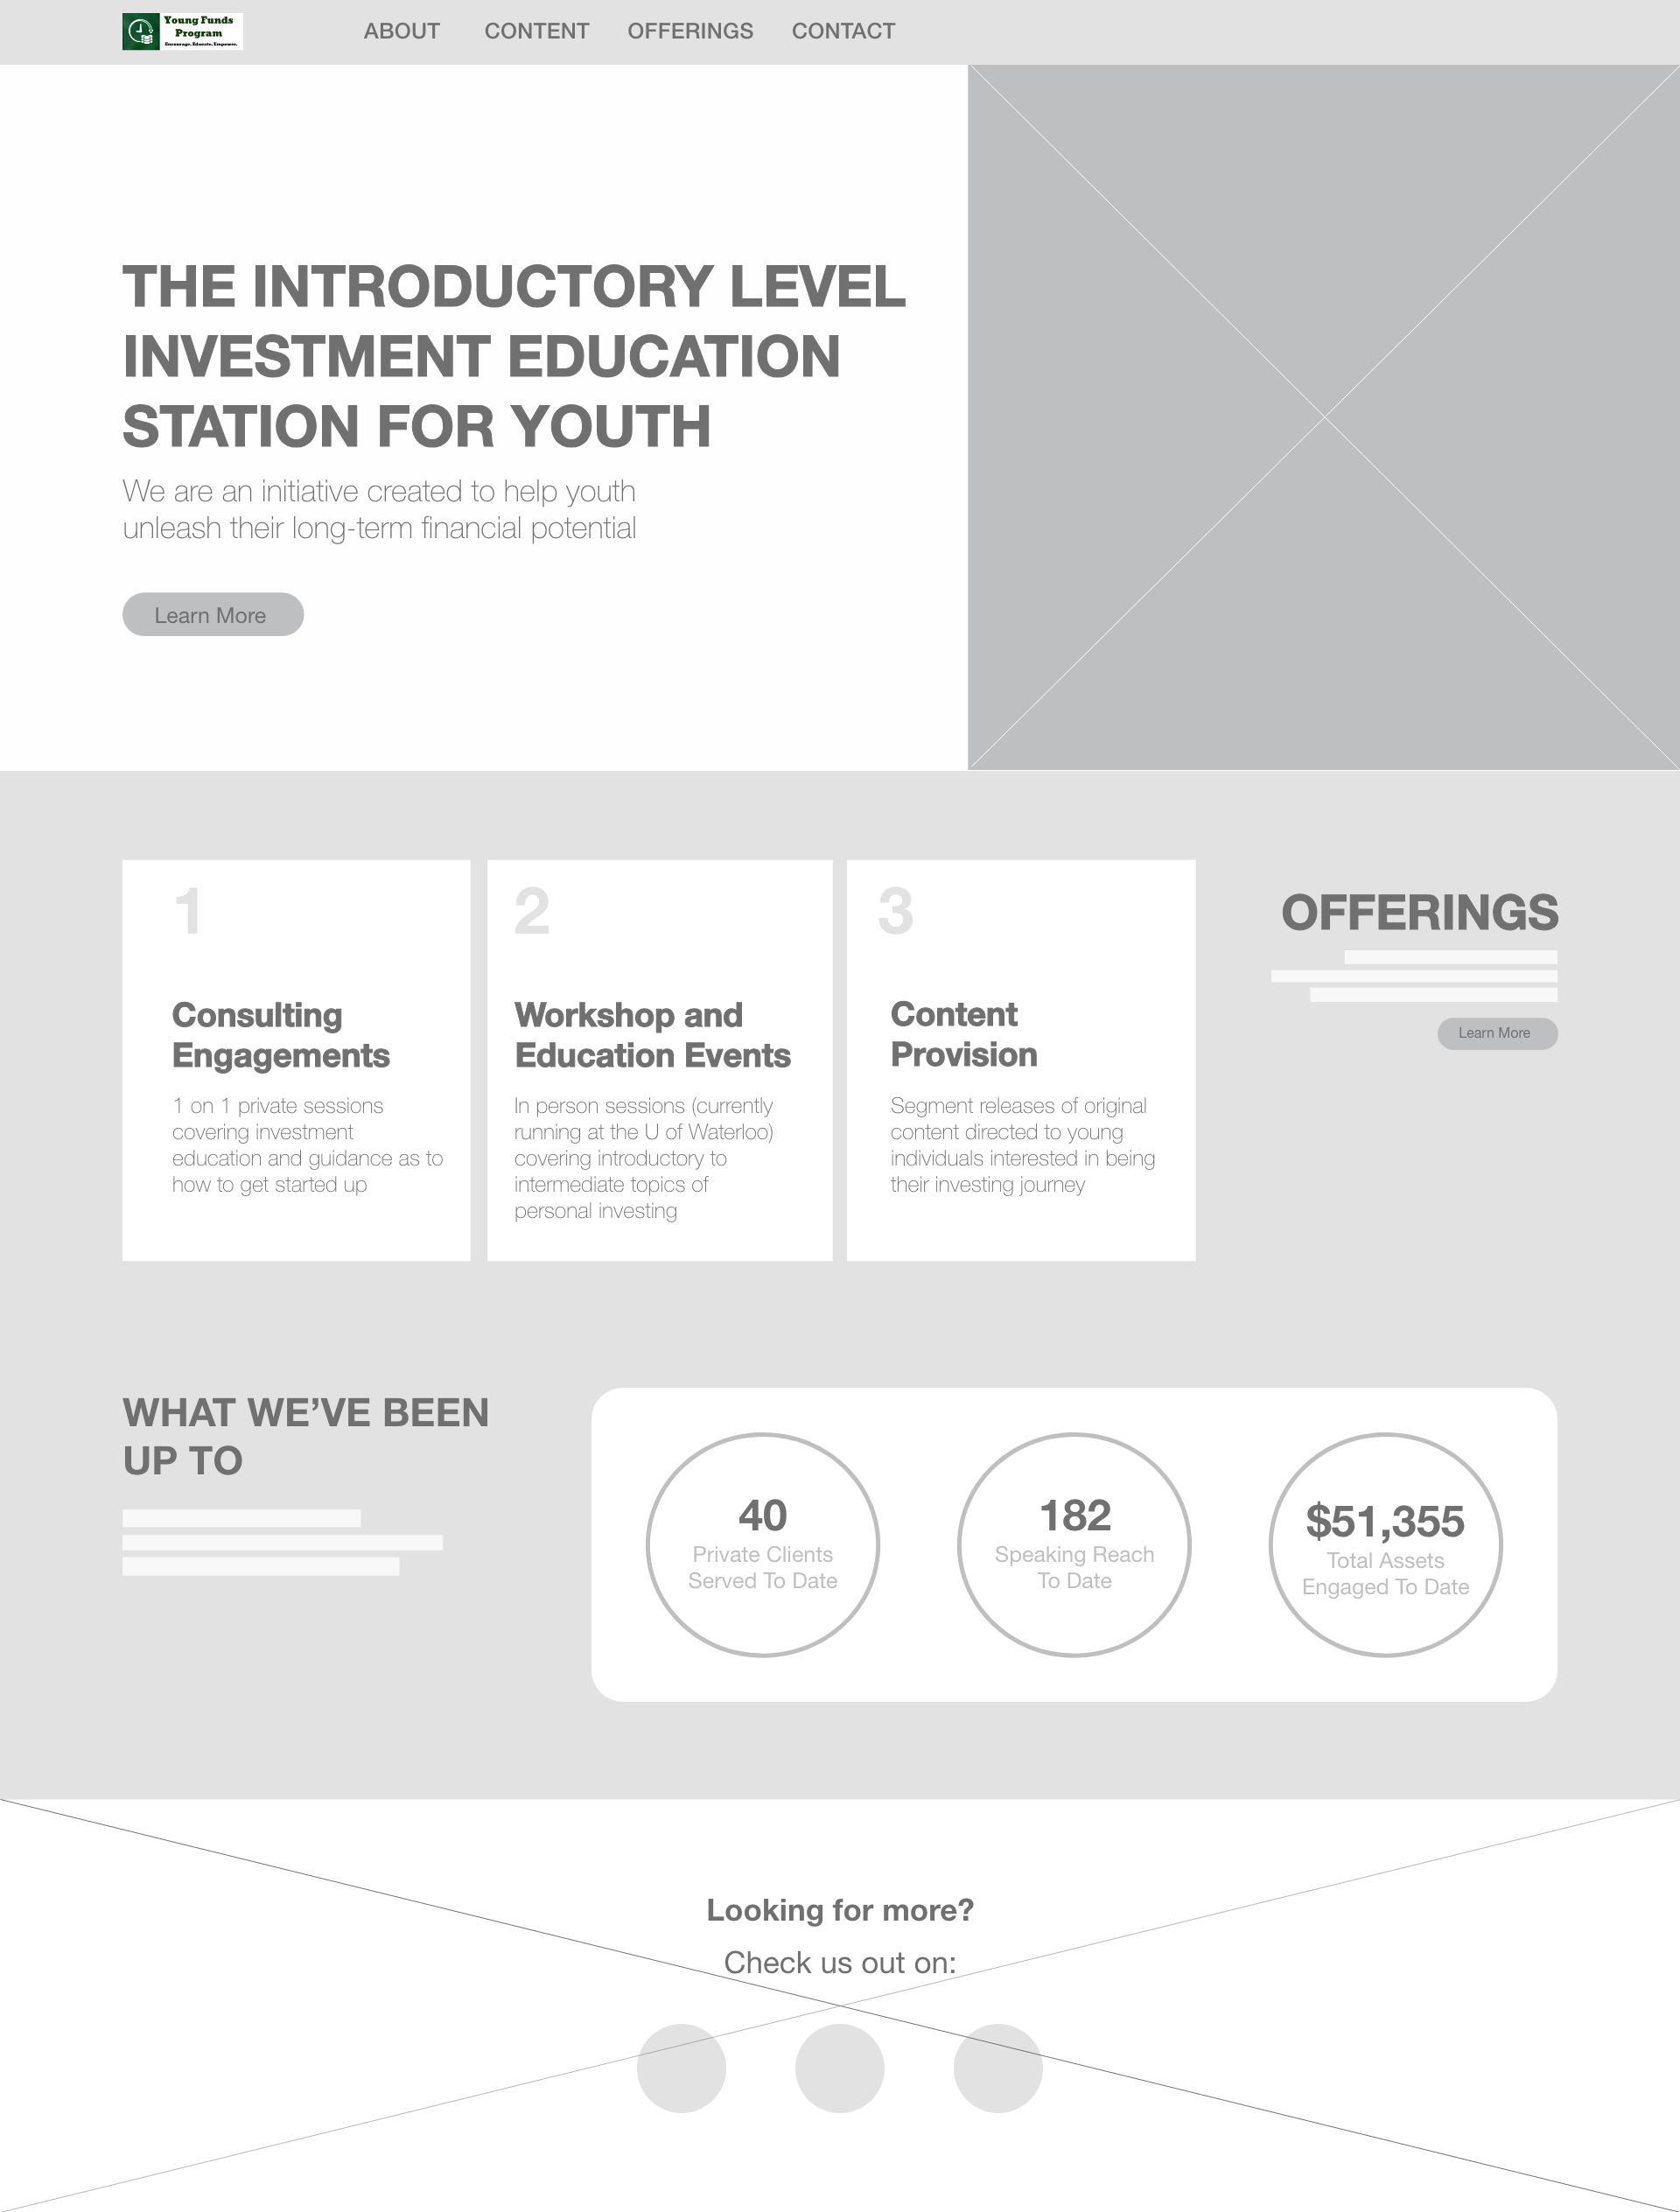 Young Funds
Program
Encourage. Educate. Empower.
ABOUT
CONTENT
OFFERINGS
CONTACT
THE INTRODUCTORY LEVEL
INVESTMENT EDUCATION
STATION FOR YOUTH
We are an initiative created to help youth
unleash their long-term financial potential
Learn More
1
Consulting
Engagements
1 on 1 private sessions
covering investment
education and guidance as to
how to get started up
2
Workshop and
Education Events
In person sessions (currently
running at the U of Waterloo)
covering introductory to
intermediate topics of
personal investing
3
Content
Provision
Segment releases of original
content directed to young
individuals interested in being
their investing journey
OFFERINGS
Learn More
WHAT WE’VE BEEN
UP TO
40
Private Clients
Served To Date
182
Speaking Reach
To Date
$51,355
Total Assets
Engaged To Date
Looking for more?
Check us out on: